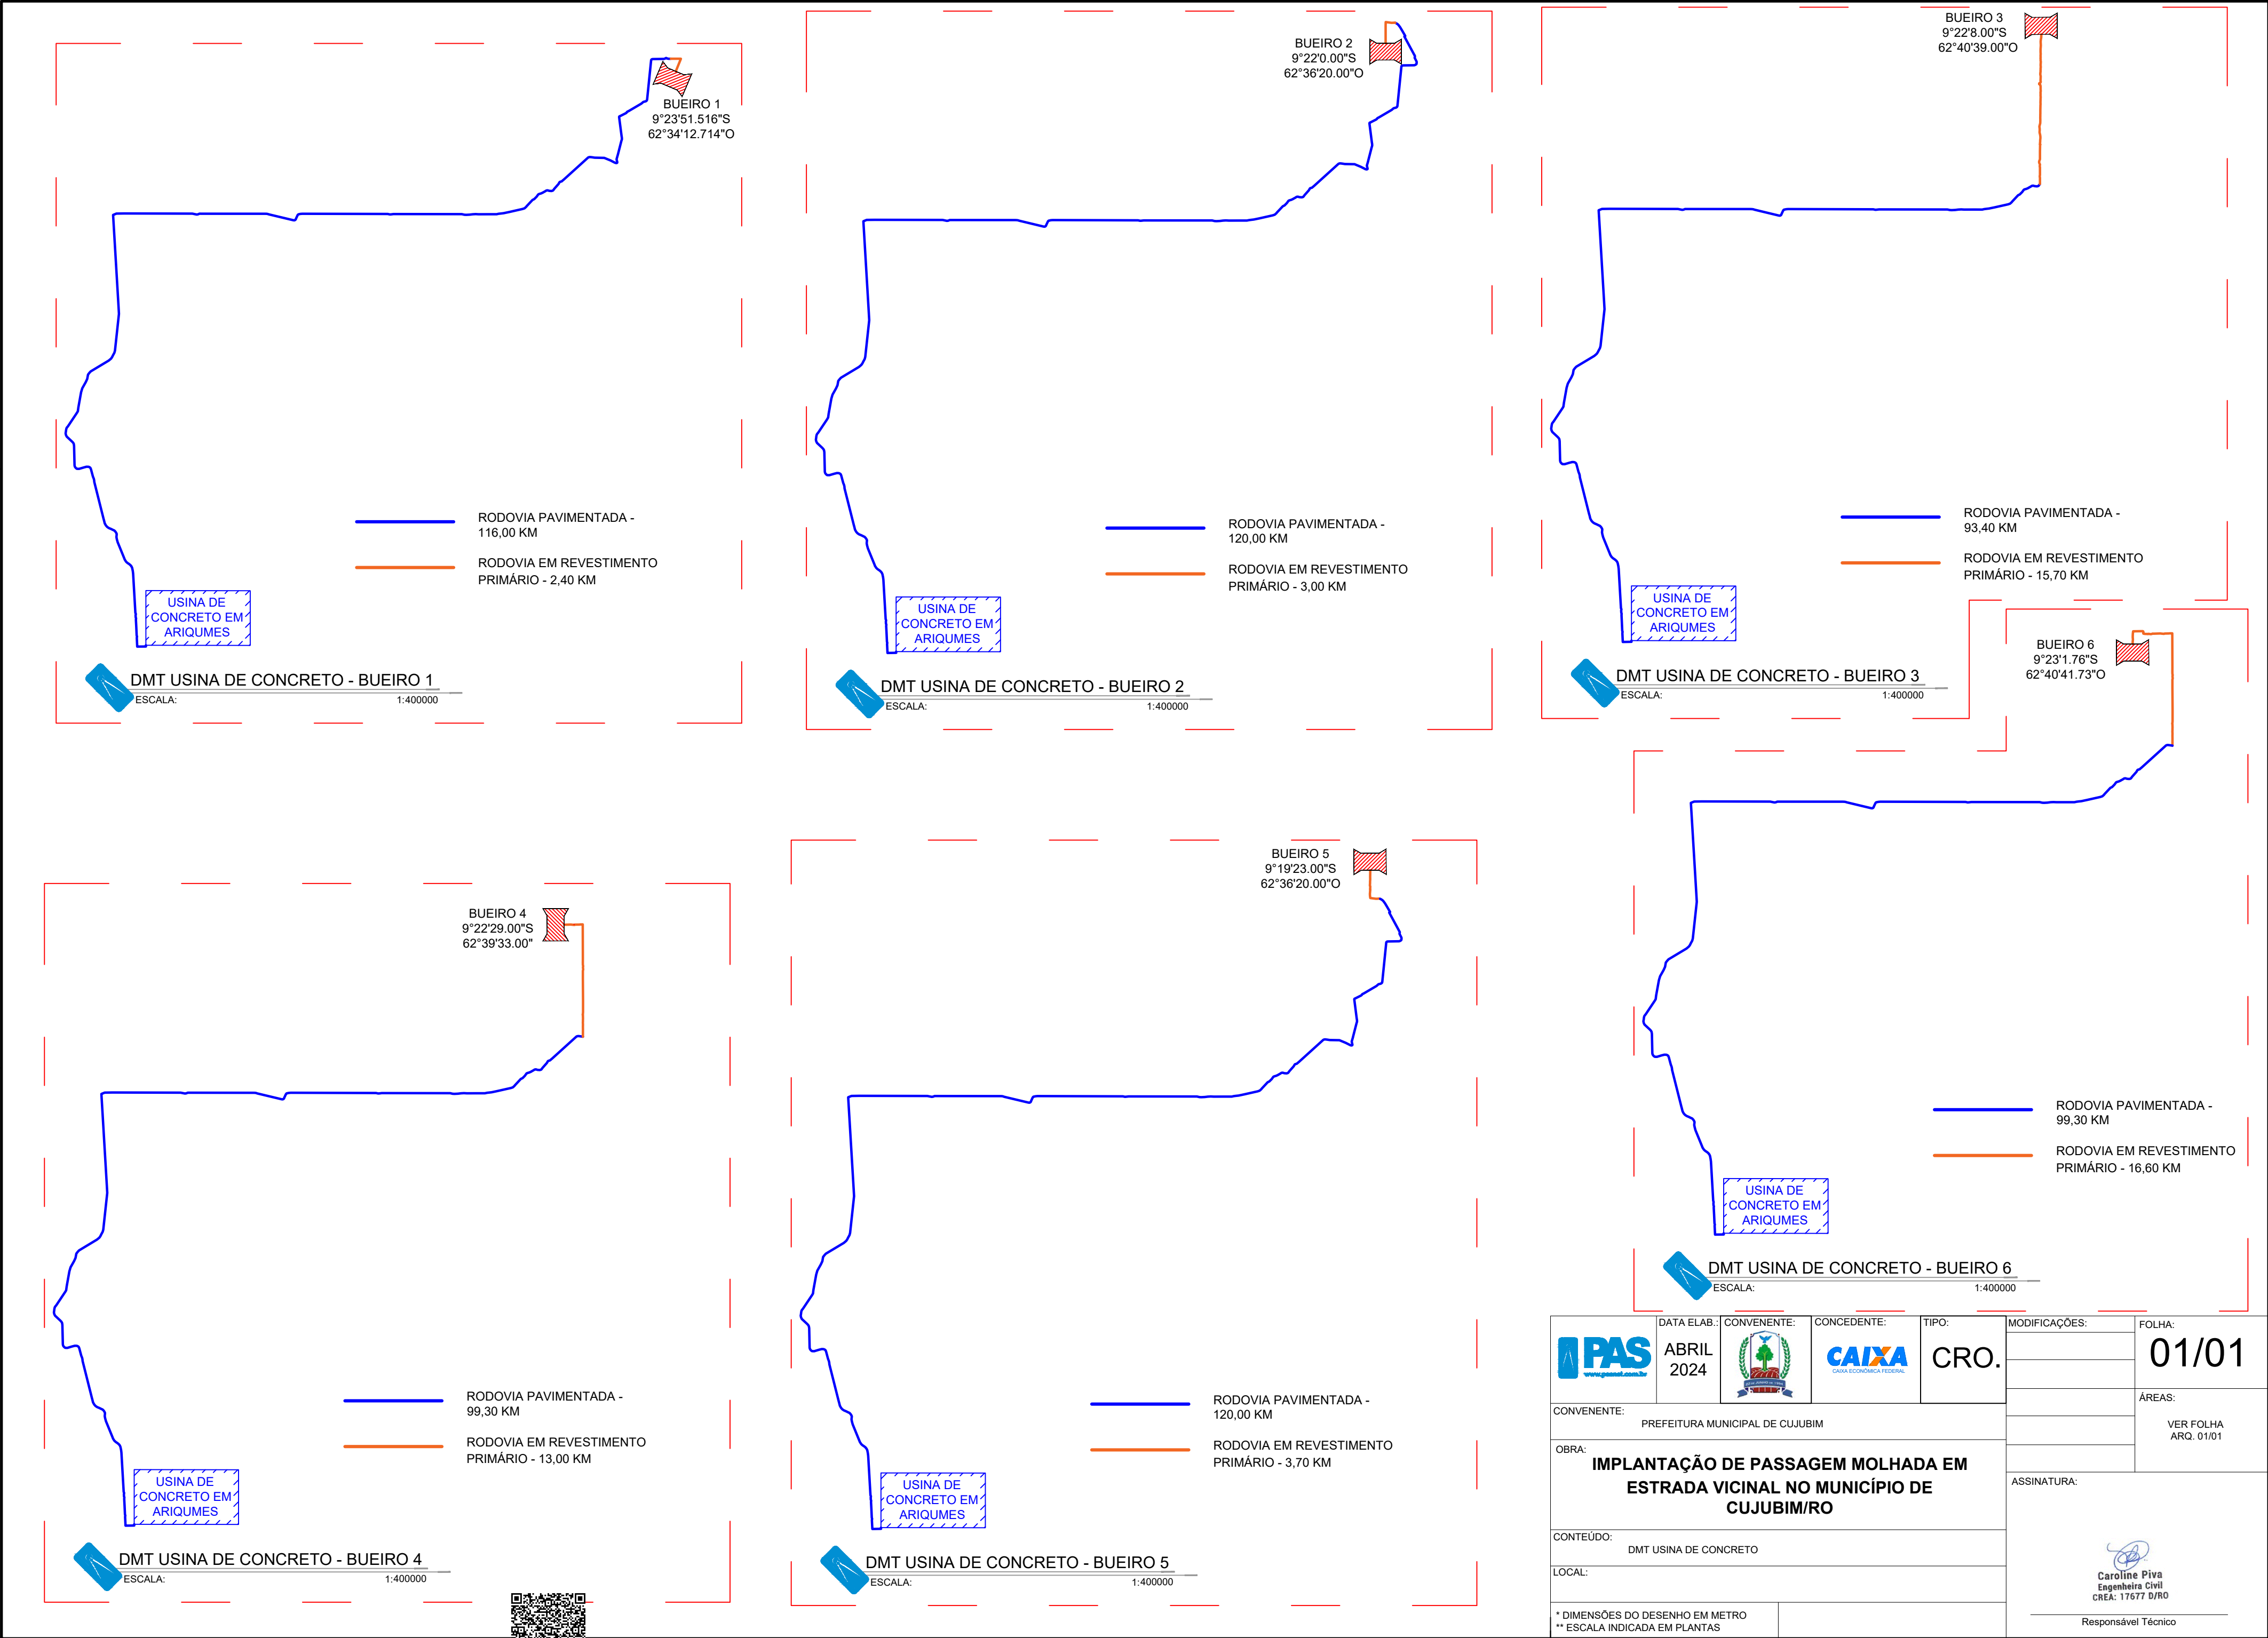 BUEIRO 1
9°23'51.516"S
62°34'12.714"O
RODOVIA PAVIMENTADA -
116,00 KM
RODOVIA EM REVESTIMENTO
PRIMÁRIO - 2,40 KM
USINA DE
CONCRETO EM
ARIQUMES
DMT USINA DE CONCRETO - BUEIRO 1
ESCALA: 1:400000
BUEIRO 2
9°22'0.00"S
62°36'20.00"O
RODOVIA PAVIMENTADA -
120,00 KM
RODOVIA EM REVESTIMENTO
PRIMÁRIO - 3,00 KM
USINA DE
CONCRETO EM
ARIQUMES
DMT USINA DE CONCRETO - BUEIRO 2
ESCALA: 1:400000
BUEIRO 3
9°22'8.00"S
62°40'39.00"O
RODOVIA PAVIMENTADA -
93,40 KM
RODOVIA EM REVESTIMENTO
PRIMÁRIO - 15,70 KM
USINA DE
CONCRETO EM
ARIQUMES
DMT USINA DE CONCRETO - BUEIRO 3
ESCALA: 1:400000
BUEIRO 4
9°22'29.00"S
62°39'33.00"
RODOVIA PAVIMENTADA -
99,30 KM
RODOVIA EM REVESTIMENTO
PRIMÁRIO - 13,00 KM
USINA DE
CONCRETO EM
ARIQUMES
DMT USINA DE CONCRETO - BUEIRO 4
ESCALA: 1:400000
BUEIRO 5
9°19'23.00"S
62°36'20.00"O
RODOVIA PAVIMENTADA -
120,00 KM
RODOVIA EM REVESTIMENTO
PRIMÁRIO - 3,70 KM
USINA DE
CONCRETO EM
ARIQUMES
DMT USINA DE CONCRETO - BUEIRO 5
ESCALA: 1:400000
BUEIRO 6
9°23'1.76"S
62°40'41.73"O
RODOVIA PAVIMENTADA -
99,30 KM
RODOVIA EM REVESTIMENTO
PRIMÁRIO - 16,60 KM
USINA DE
CONCRETO EM
ARIQUMES
DMT USINA DE CONCRETO - BUEIRO 6
ESCALA: 1:400000
PAS
DATA ELAB.:
ABRIL
2024
CONVENENTE:
CONCEDENTE:
CAIXA
CAIXA ECONÔMICA FEDERAL
TIPO:
CRO.
MODIFICAÇÕES:
FOLHA:
01/01
ÁREAS:
VER FOLHA
ARQ. 01/01
CONVENENTE:
PREFEITURA MUNICIPAL DE CUJUBIM
OBRA:
IMPLANTAÇÃO DE PASSAGEM MOLHADA EM
ESTRADA VICINAL NO MUNICÍPIO DE
CUJUBIM/RO
CONTEÚDO:
DMT USINA DE CONCRETO
LOCAL:
* DIMENSÕES DO DESENHO EM METRO
** ESCALA INDICADA EM PLANTAS
ASSINATURA:
Caroline Piva
Engenheira Civil
CREA: 17677 D/RO
Responsável Técnico